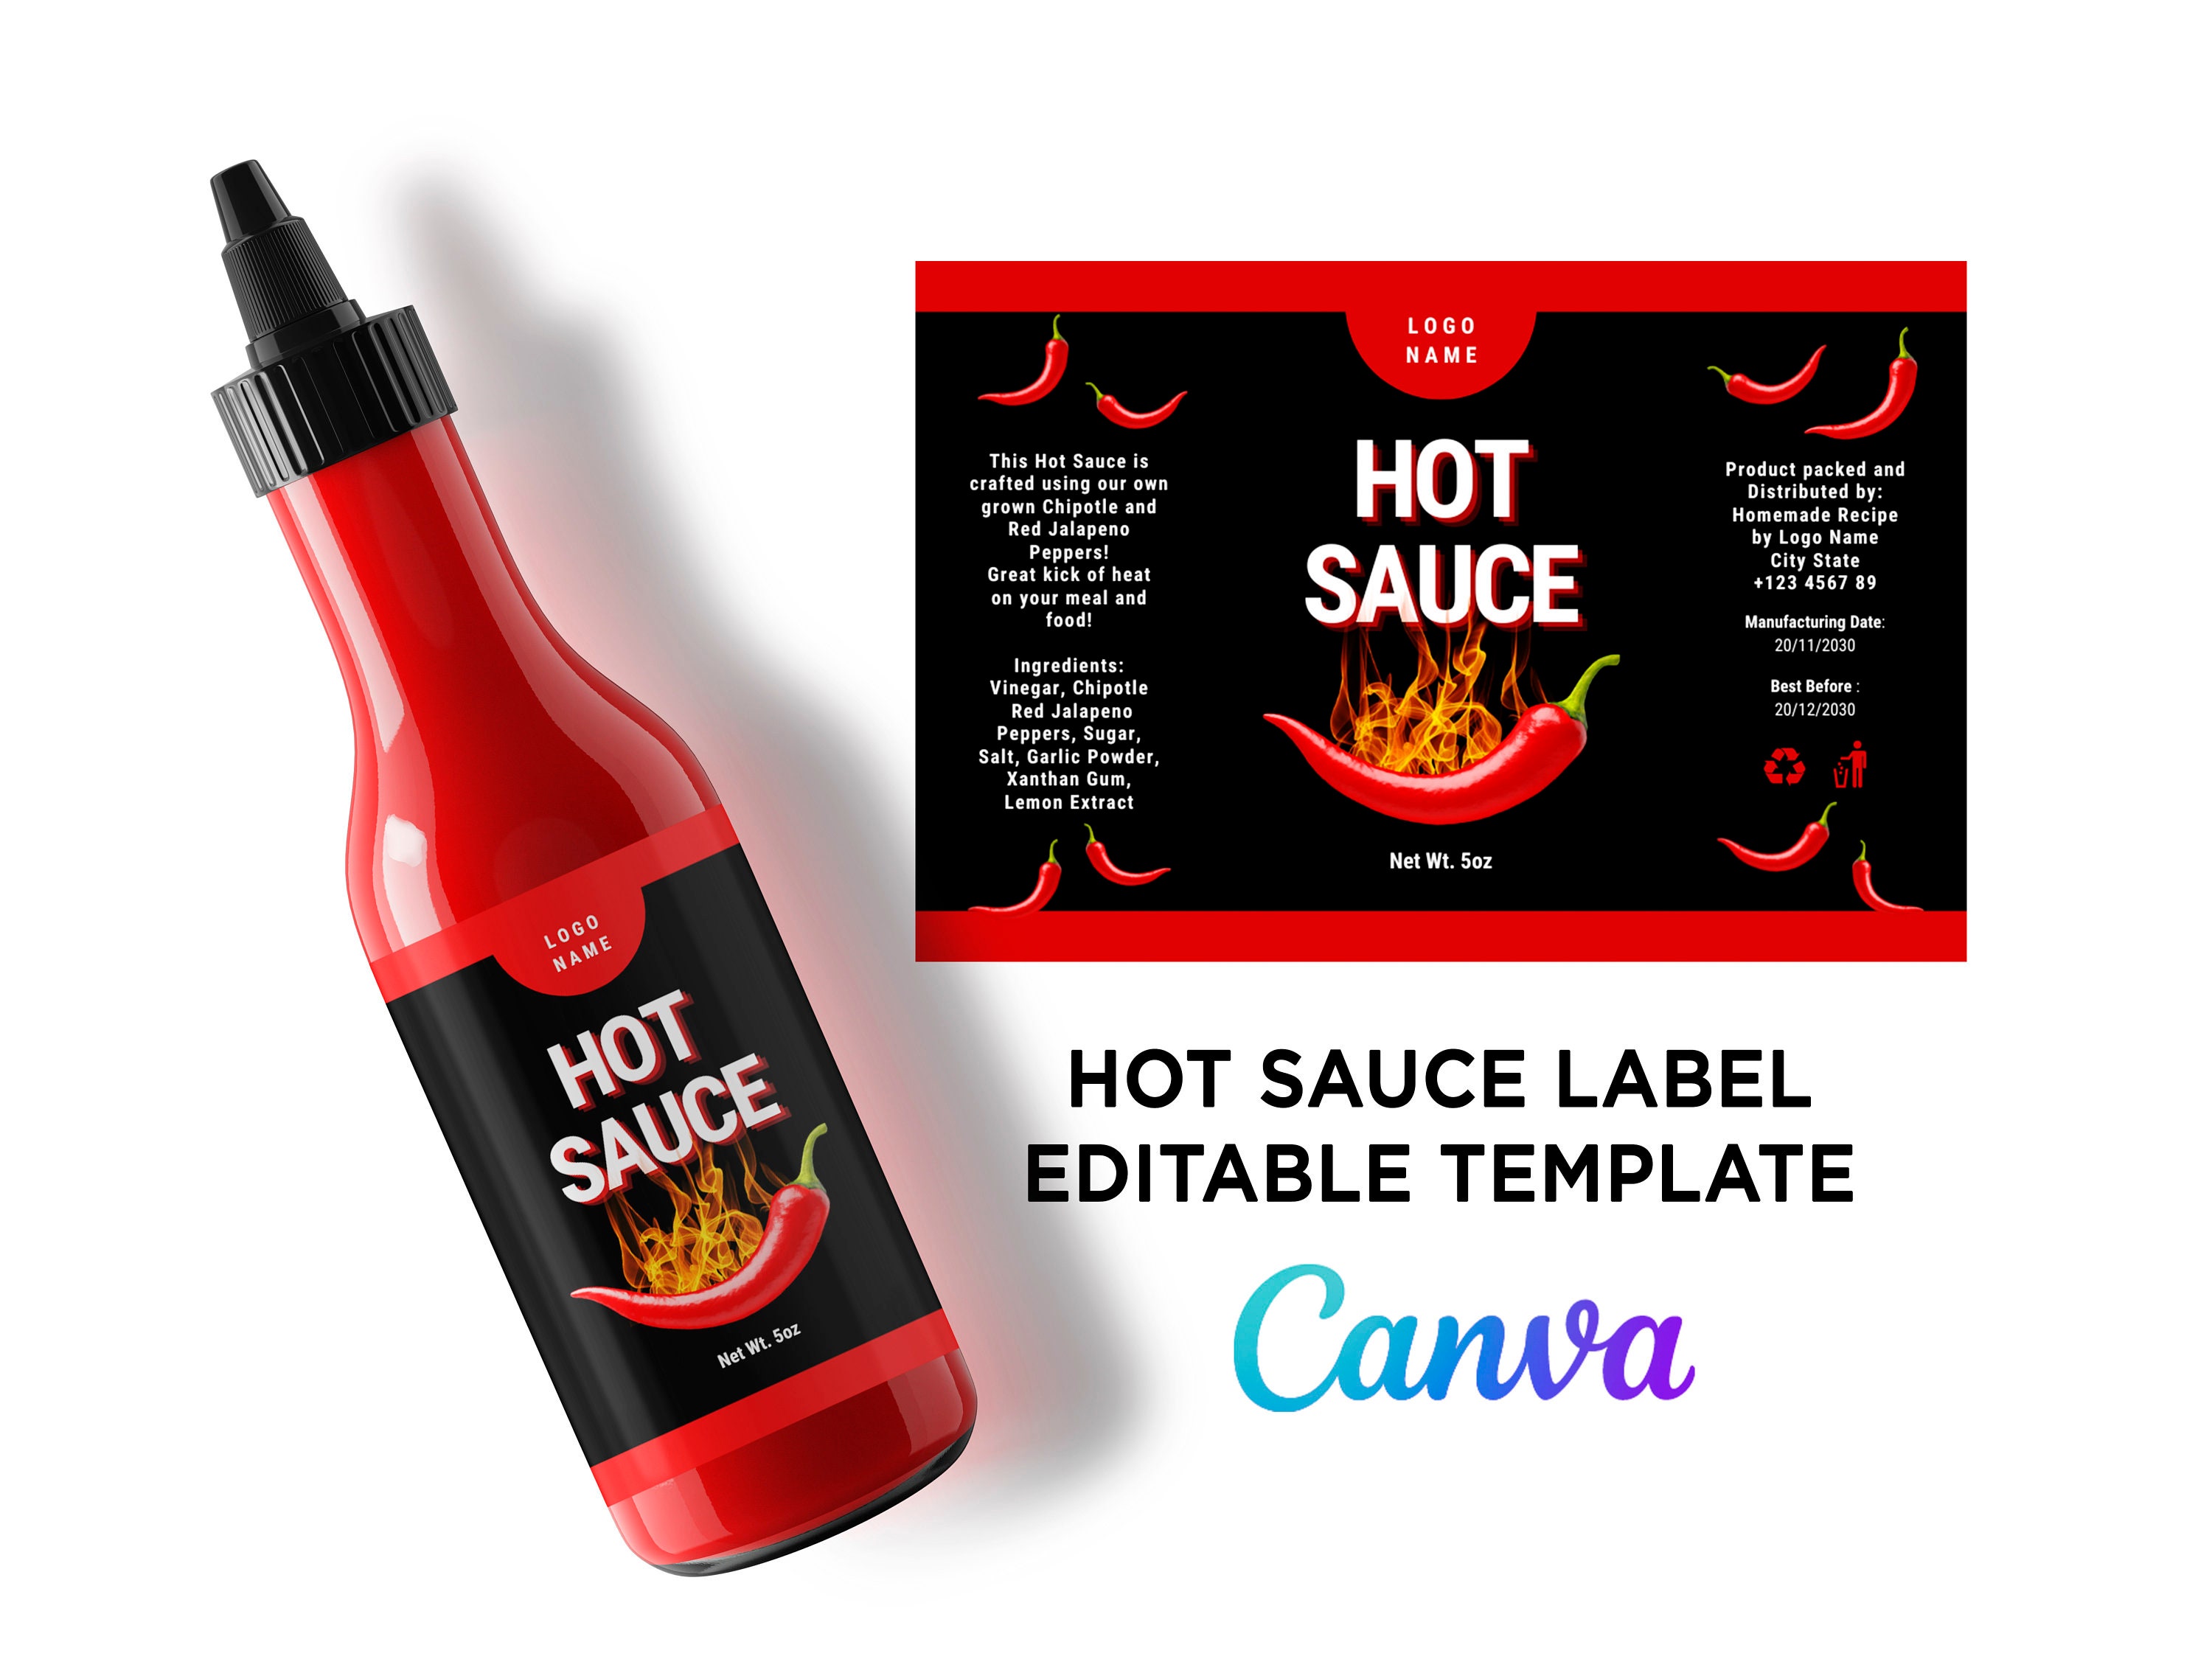 LOGO
NAME
HOT
SAUCE
Net Wt. 5oz
This Hot Sauce is
crafted using our own
grown Chipotle and
Red Jalapeno
Peppers!
Great kick of heat
on your meal and
food!
Ingredients:
Vinegar, Chipotle
Red Jalapeno
Peppers, Sugar,
Salt, Garlic Powder,
Xanthan Gum,
Lemon Extract
LOGO
NAME
HOT
SAUCE
Net Wt. 5oz
Product packed and
Distributed by:
Homemade Recipe
by Logo Name
City State
+123 4567 89
Manufacturing Date:
20/11/2030
Best Before :
20/12/2030
HOT SAUCE LABEL
EDITABLE TEMPLATE
Canva